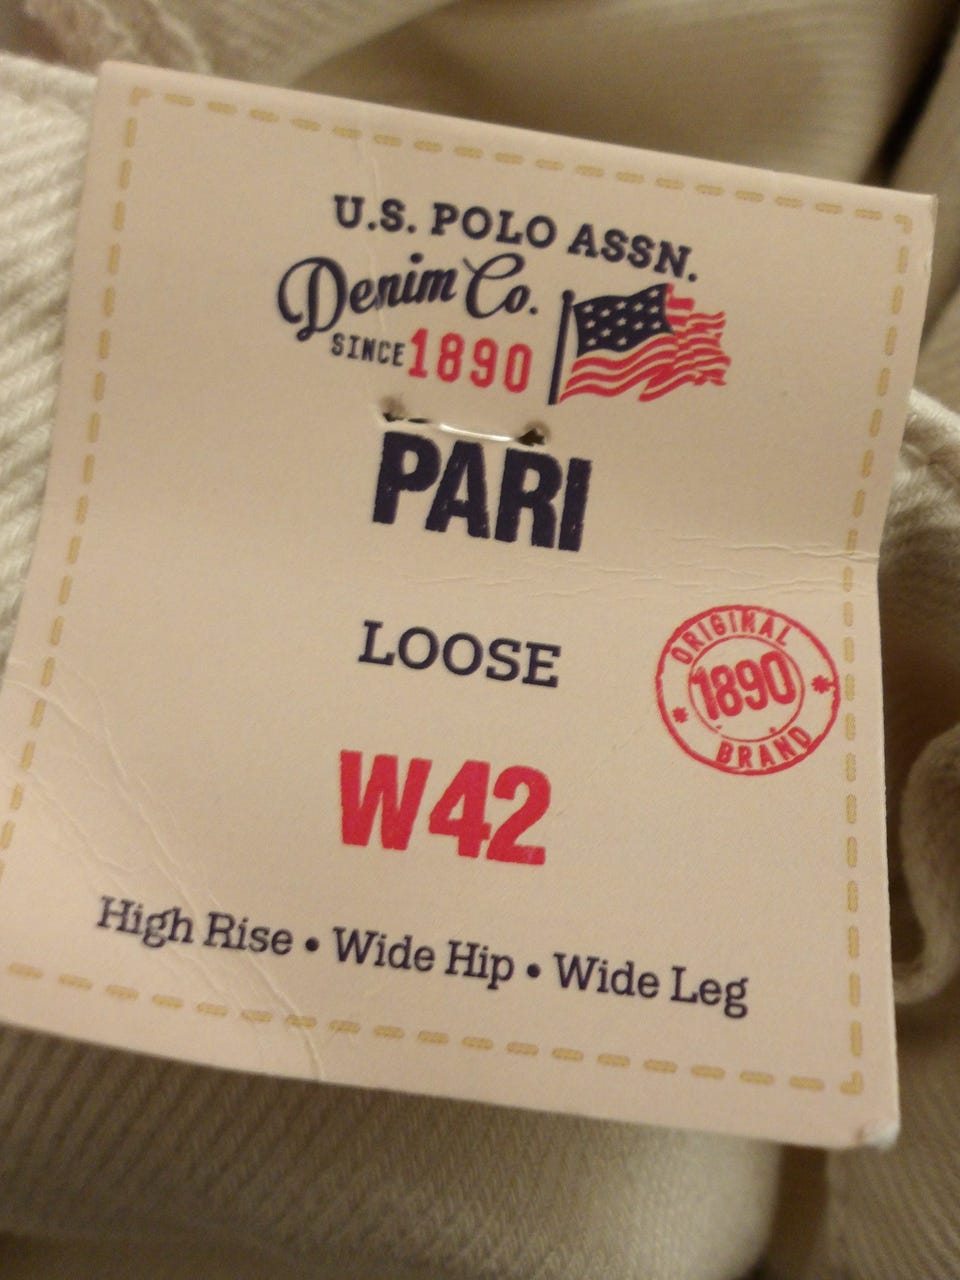 U.S. POLO ASSN.
Denim Co.
SINCE 1890
PARI
LOOSE
ORIGINAL
1890
BRAND
W42
High Rise • Wide Hip • Wide Leg